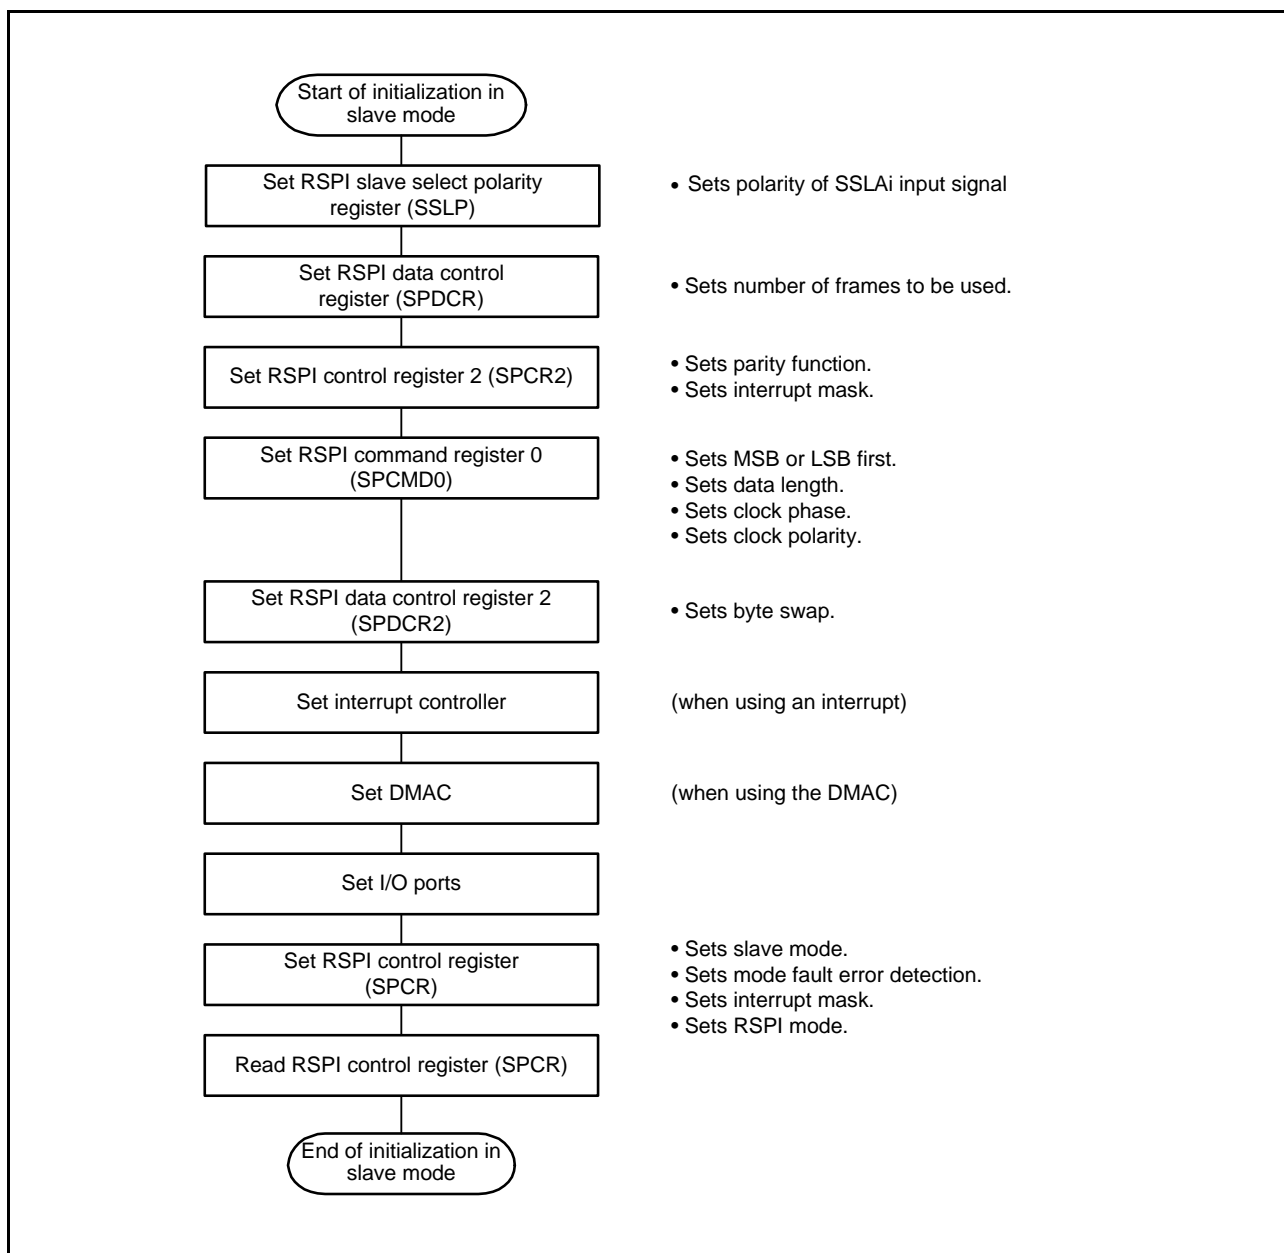 Start of initialization in
slave mode
Set RSPI slave select polarity
register (SSLP)
• Sets polarity of SSLAi input signal
Set RSPI data control
register (SPDCR)
• Sets number of frames to be used.
Set RSPI control register 2 (SPCR2)
• Sets parity function.
• Sets interrupt mask.
Set RSPI command register 0
(SPCMD0)
• Sets MSB or LSB first.
• Sets data length.
• Sets clock phase.
• Sets clock polarity.
Set RSPI data control register 2
(SPDCR2)
• Sets byte swap.
Set interrupt controller
(when using an interrupt)
Set DMAC
(when using the DMAC)
Set I/O ports
Set RSPI control register
(SPCR)
• Sets slave mode.
• Sets mode fault error detection.
• Sets interrupt mask.
• Sets RSPI mode.
Read RSPI control register (SPCR)
End of initialization in
slave mode